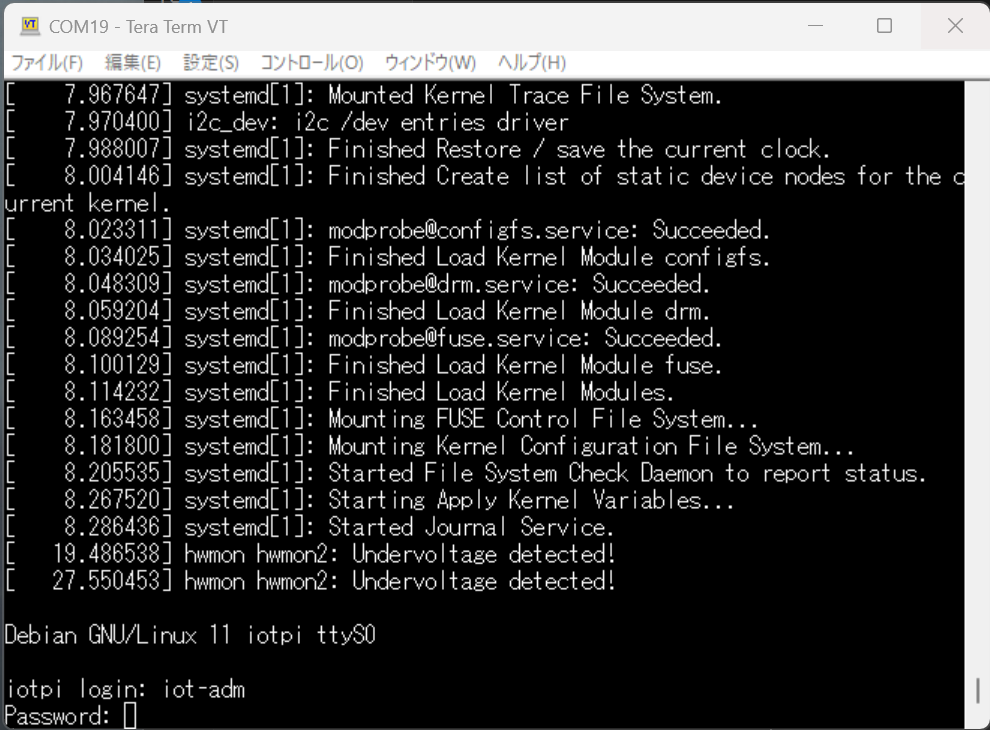 COM19 - Tera Term VT
ファイル(F) 編集(E) 設定(S) コントロール(O) ウィンドウ(W) ヘルプ(H)
[    7.967647] systemd[1]: Mounted Kernel Trace File System.
[    7.970400] i2c_dev: i2c /dev entries driver
[    7.988007] systemd[1]: Finished Restore / save the current clock.
[    8.004146] systemd[1]: Finished Create list of static device nodes for the c
urrent kernel.
[    8.023311] systemd[1]: modprobe@configfs.service: Succeeded.
[    8.034025] systemd[1]: Finished Load Kernel Module configfs.
[    8.048309] systemd[1]: modprobe@drm.service: Succeeded.
[    8.059204] systemd[1]: Finished Load Kernel Module drm.
[    8.089254] systemd[1]: modprobe@fuse.service: Succeeded.
[    8.100129] systemd[1]: Finished Load Kernel Module fuse.
[    8.114232] systemd[1]: Finished Load Kernel Modules.
[    8.163458] systemd[1]: Mounting FUSE Control File System...
[    8.181800] systemd[1]: Mounting Kernel Configuration File System...
[    8.205535] systemd[1]: Started File System Check Daemon to report status.
[    8.267520] systemd[1]: Starting Apply Kernel Variables...
[    8.286436] systemd[1]: Started Journal Service.
[   19.486538] hwmon hwmon2: Undervoltage detected!
[   27.550453] hwmon hwmon2: Undervoltage detected!
Debian GNU/Linux 11 iotpi ttyS0
iotpi login: iot-adm
Password: